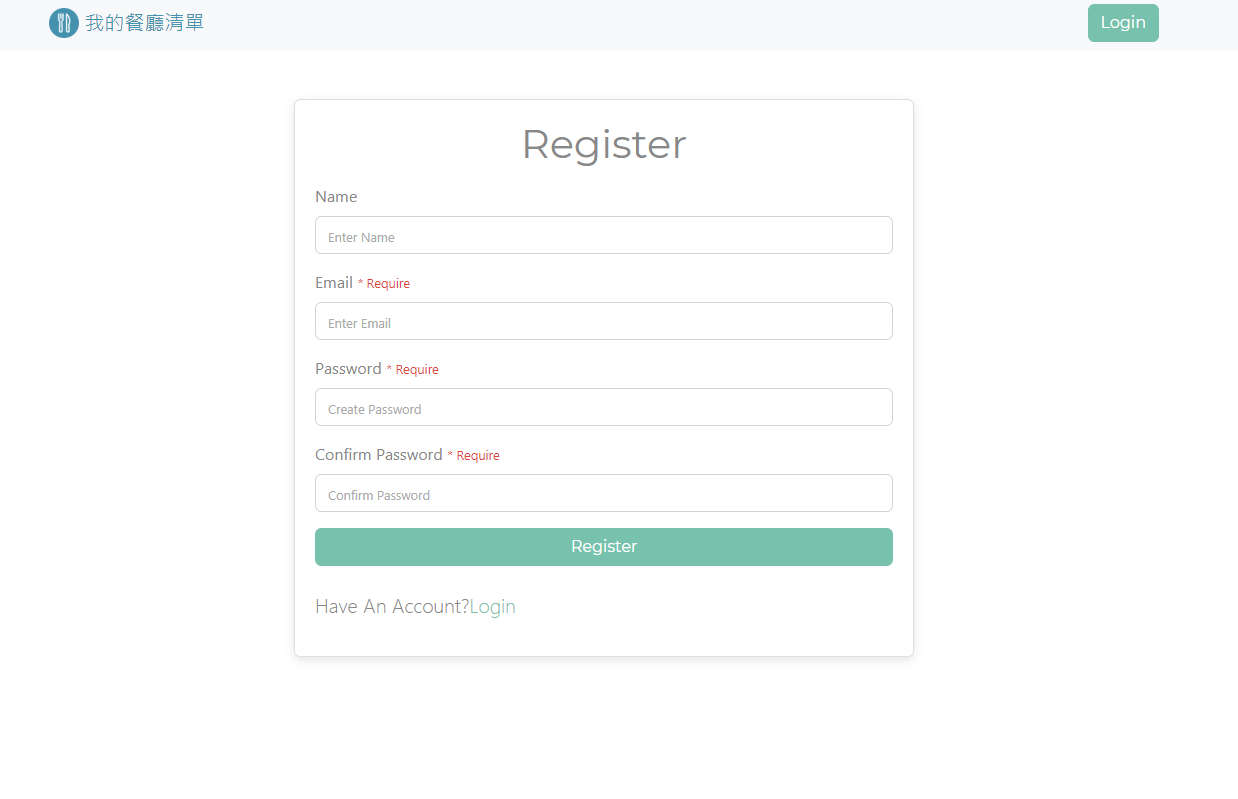 我的餐廳清單
Login
Register
Name
Enter Name
Email * Require
Enter Email
Password * Require
Create Password
Confirm Password * Require
Confirm Password
Register
Have An Account?Login